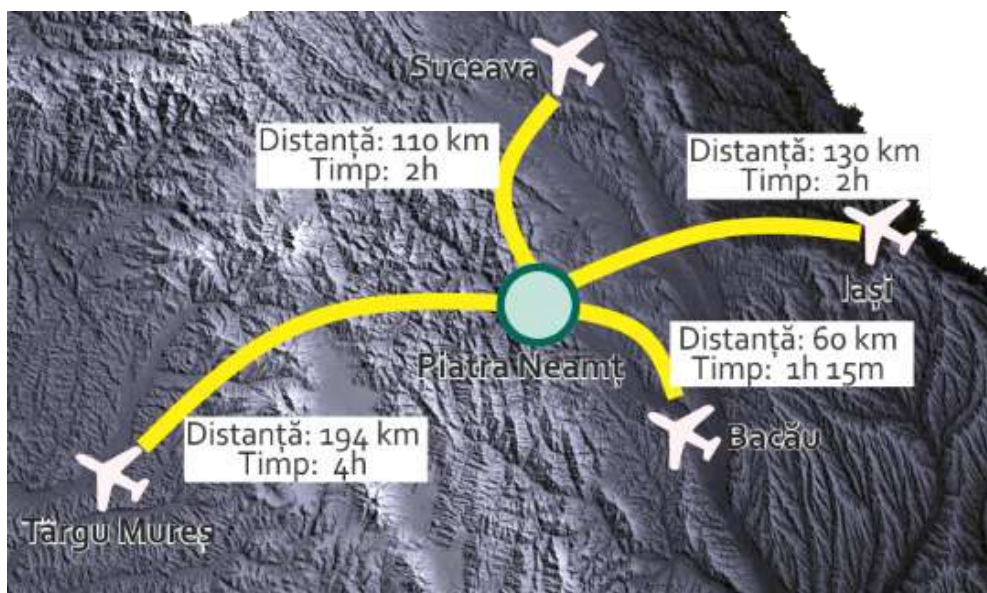 Suceava
Distanță: 110 km
Timp: 2h
Distanță: 130 km
Timp: 2h
Iași
Distanță: 60 km
Timp: 1h 15m
Piatra Neamț
Bacău
Distanță: 194 km
Timp: 4h
Târgu Mureș